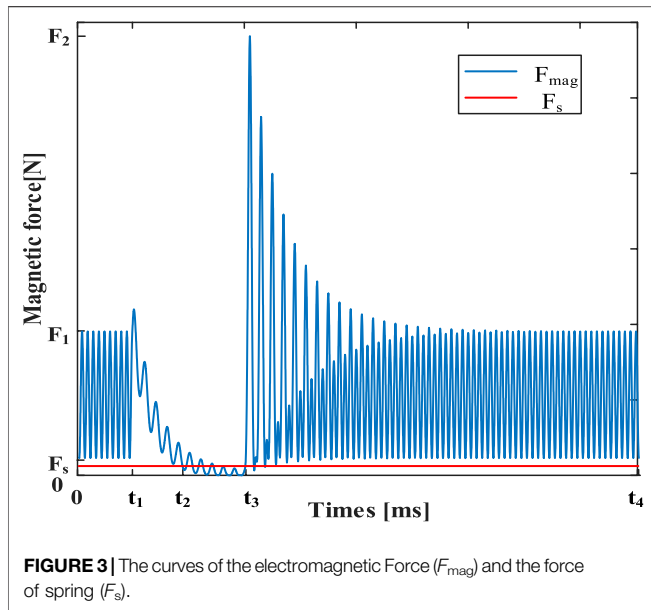 F2
Fmag
Fs
Magnetic force[N]
F1
Fs
0
0 t1 t2 t3 t4
Times [ms]
FIGURE 3 | The curves of the electromagnetic Force (Fmag) and the force
of spring (Fs).